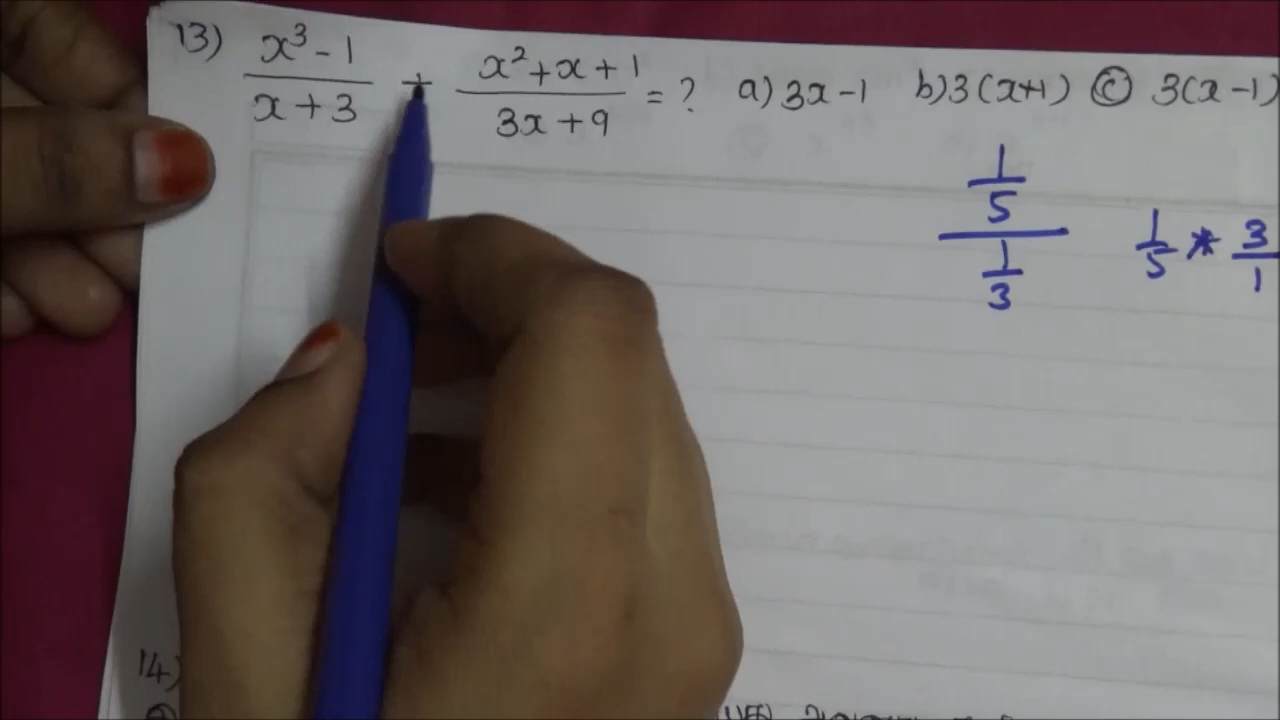 13) x³ - 1 / x + 3 ÷ x² + x + 1 / 3x + 9 = ? a) 3x - 1 b) 3(x+1) ⓒ 3(x - 1)
1/5 / 1/3 1/5 * 3/1
14)